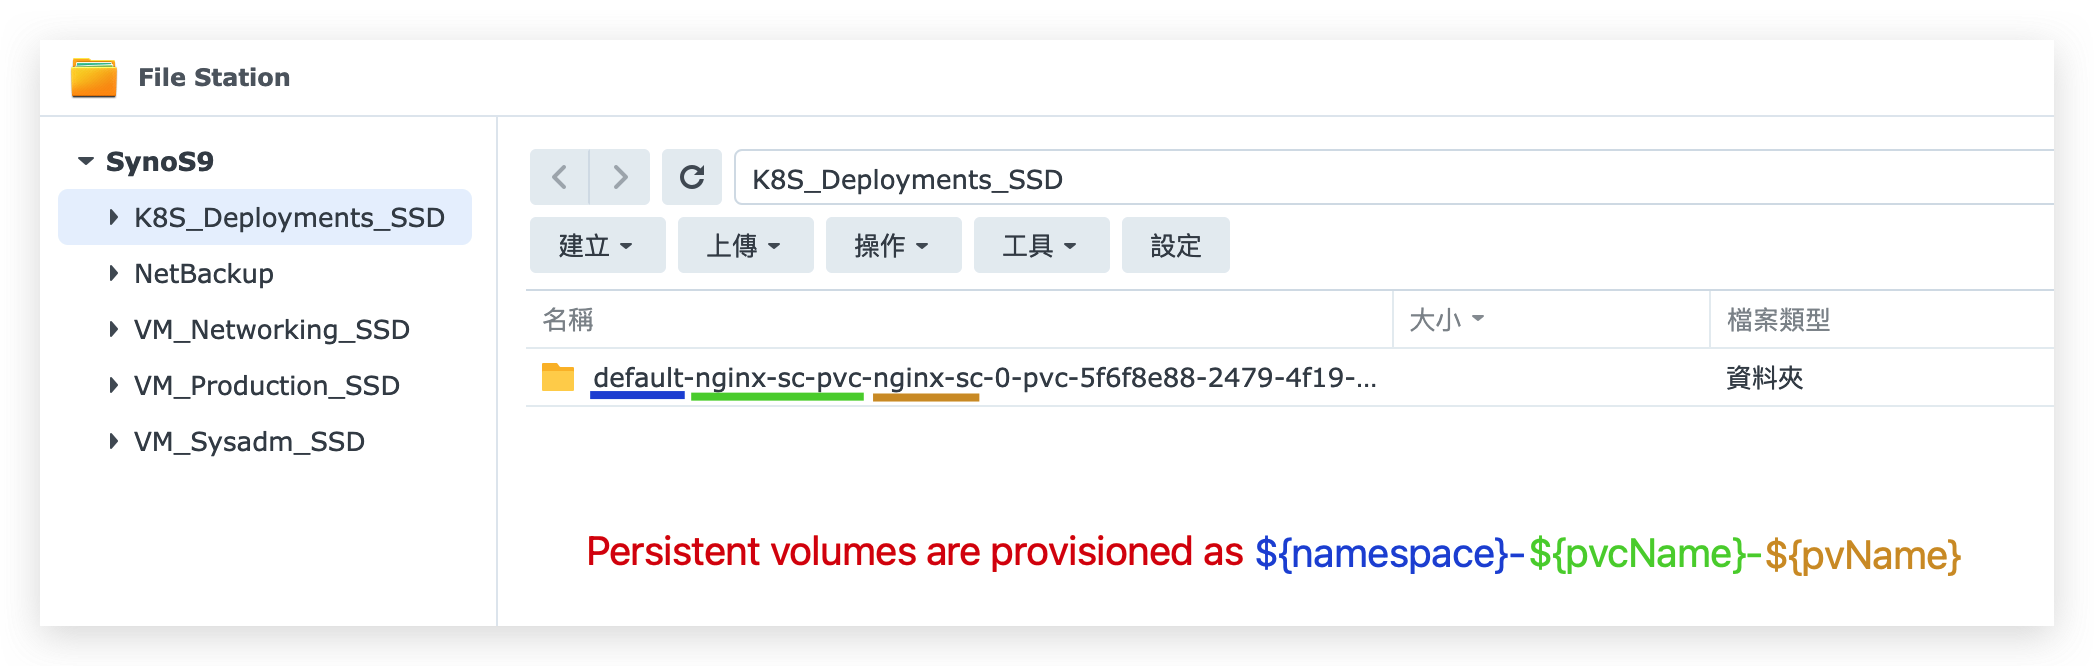 File Station
SynoS9
K8S_Deployments_SSD
NetBackup
VM_Networking_SSD
VM_Production_SSD
VM_Sysadm_SSD
K8S_Deployments_SSD
建立 上傳 操作 工具 設定
名稱 大小 檔案類型
default-nginx-sc-pvc-nginx-sc-0-pvc-5f6f8e88-2479-4f19-... 資料夾
Persistent volumes are provisioned as ${namespace}-${pvcName}-${pvName}